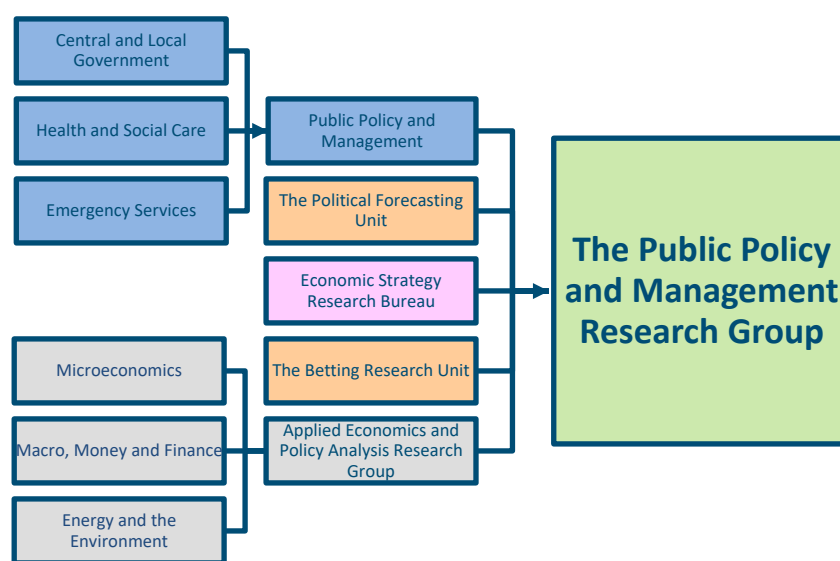 Central and Local
Government
Health and Social Care
Emergency Services
Public Policy and
Management
The Political Forecasting
Unit
Economic Strategy
Research Bureau
The Betting Research Unit
Applied Economics and
Policy Analysis Research
Group
Microeconomics
Macro, Money and Finance
Energy and the
Environment
The Public Policy
and Management
Research Group